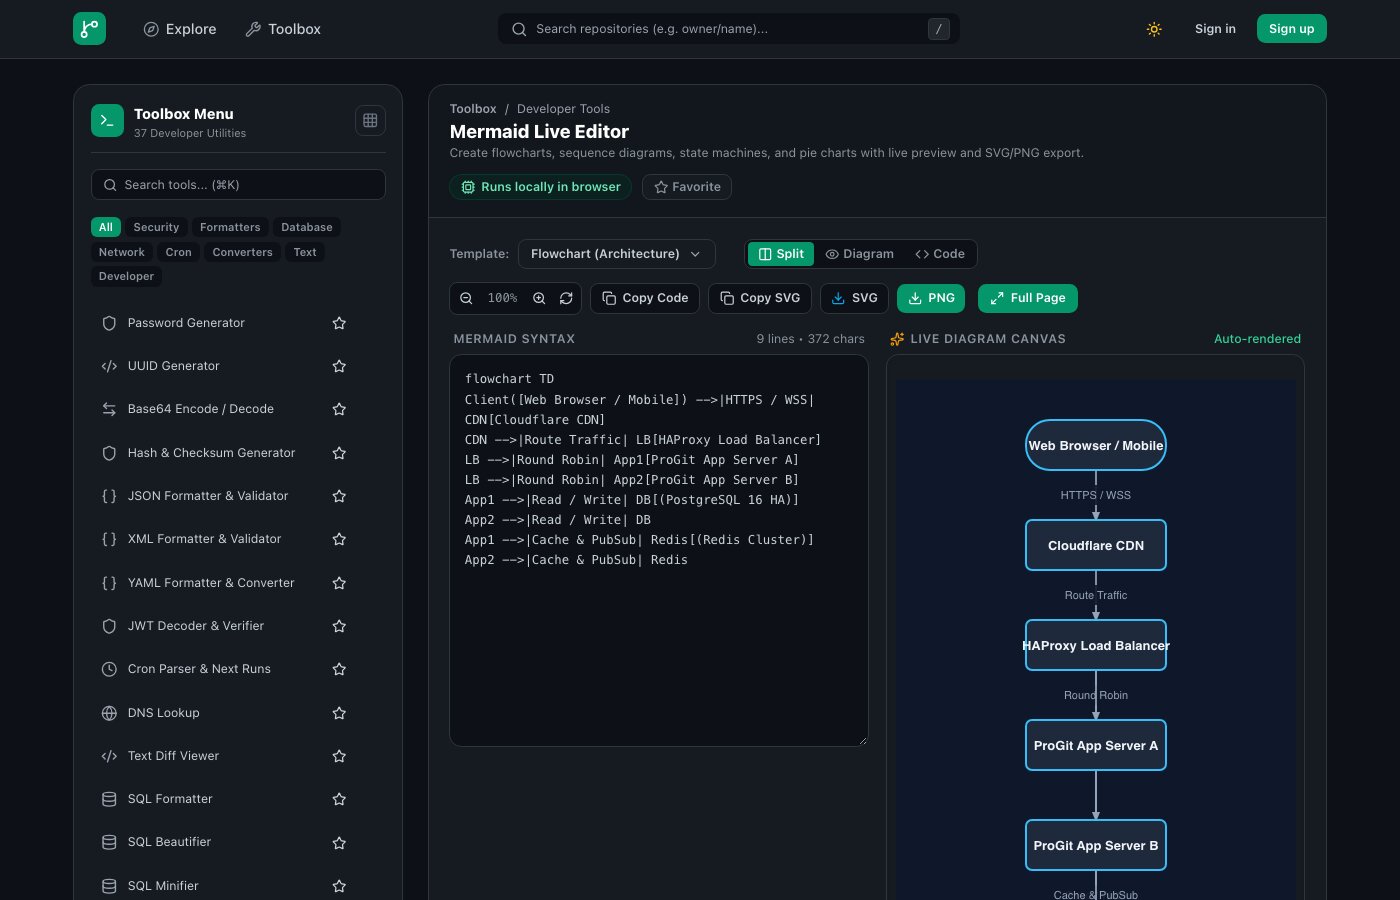 Explore
Toolbox
Search repositories (e.g. owner/name)...
/
Sign in
Sign up
Toolbox Menu
37 Developer Utilities
Search tools... (⌘K)
All Security Formatters Database
Network Cron Converters Text
Developer
Password Generator
UUID Generator
Base64 Encode / Decode
Hash & Checksum Generator
JSON Formatter & Validator
XML Formatter & Validator
YAML Formatter & Converter
JWT Decoder & Verifier
Cron Parser & Next Runs
DNS Lookup
Text Diff Viewer
SQL Formatter
SQL Beautifier
SQL Minifier
Toolbox / Developer Tools
Mermaid Live Editor
Create flowcharts, sequence diagrams, state machines, and pie charts with live preview and SVG/PNG export.
Runs locally in browser
Favorite
Template: Flowchart (Architecture)
Split Diagram Code
100% Copy Code Copy SVG SVG PNG Full Page
MERMAID SYNTAX
9 lines • 372 chars
flowchart TD
Client([Web Browser / Mobile]) -->|HTTPS / WSS|
CDN[Cloudflare CDN]
CDN -->|Route Traffic| LB[HAProxy Load Balancer]
LB -->|Round Robin| App1[ProGit App Server A]
LB -->|Round Robin| App2[ProGit App Server B]
App1 -->|Read / Write| DB[(PostgreSQL 16 HA)]
App2 -->|Read / Write| DB
App1 -->|Cache & PubSub| Redis[(Redis Cluster)]
App2 -->|Cache & PubSub| Redis
LIVE DIAGRAM CANVAS
Auto-rendered
Web Browser / Mobile
HTTPS / WSS
Cloudflare CDN
Route Traffic
HAProxy Load Balancer
Round Robin
ProGit App Server A
ProGit App Server B
Cache & PubSub